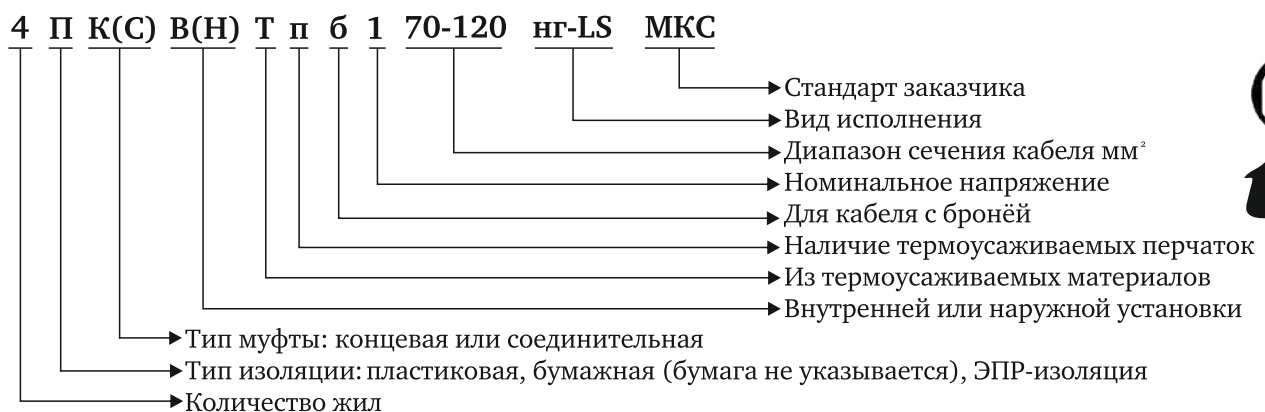 4 П К(С) В(Н) Т п б 1 70-120 нг-LS МКС
Стандарт заказчика
Вид исполнения
Диапазон сечения кабеля мм²
Номинальное напряжение
Для кабеля с бронёй
Наличие термоусаживаемых перчаток
Из термоусаживаемых материалов
Внутренней или наружной установки
Тип муфты: концевая или соединительная
Тип изоляции: пластиковая, бумажная (бумага не указывается), ЭПР-изоляция
Количество жил